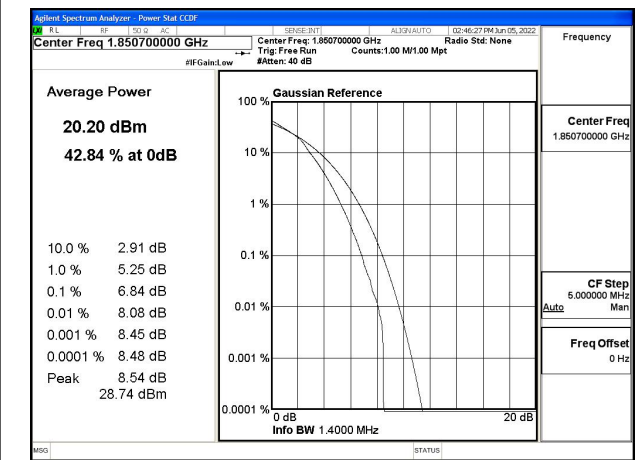 Agilent Spectrum Analyzer - Power Stat CCDF
LXI RL RF 50 Ω AC SENSE:INT ALIGN AUTO 02:46:27 PM Jun 05, 2022
Center Freq 1.850700000 GHz
Center Freq: 1.850700000 GHz Radio Std: None
Trig: Free Run Counts:1.00 M/1.00 Mpt
#IFGain:Low #Atten: 40 dB
Frequency
Average Power
20.20 dBm
42.84 % at 0dB
10.0 % 2.91 dB
1.0 % 5.25 dB
0.1 % 6.84 dB
0.01 % 8.08 dB
0.001 % 8.45 dB
0.0001 % 8.48 dB
Peak 8.54 dB
28.74 dBm
Gaussian Reference
100 %
10 %
1 %
0.1 %
0.01 %
0.001 %
0.0001 %
0 dB 20 dB
Info BW 1.4000 MHz
Center Freq
1.850700000 GHz
CF Step
5.000000 MHz
Auto Man
Freq Offset
0 Hz
MSG STATUS